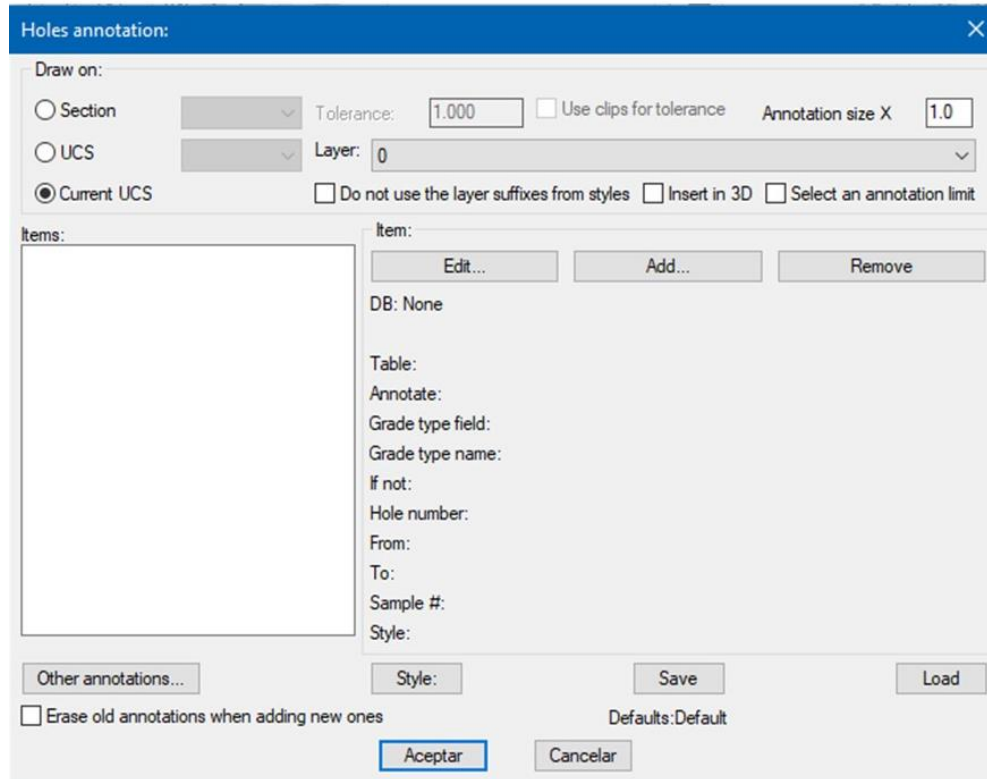 Holes annotation:
Draw on:
Section Tolerance: 1.000 Use clips for tolerance Annotation size X 1.0
UCS Layer: 0
Current UCS Do not use the layer suffixes from styles Insert in 3D Select an annotation limit
Items:
Item:
Edit... Add... Remove
DB: None
Table:
Annotate:
Grade type field:
Grade type name:
If not:
Hole number:
From:
To:
Sample #:
Style:
Other annotations... Style: Save Load
Erase old annotations when adding new ones Defaults:Default
Aceptar Cancelar